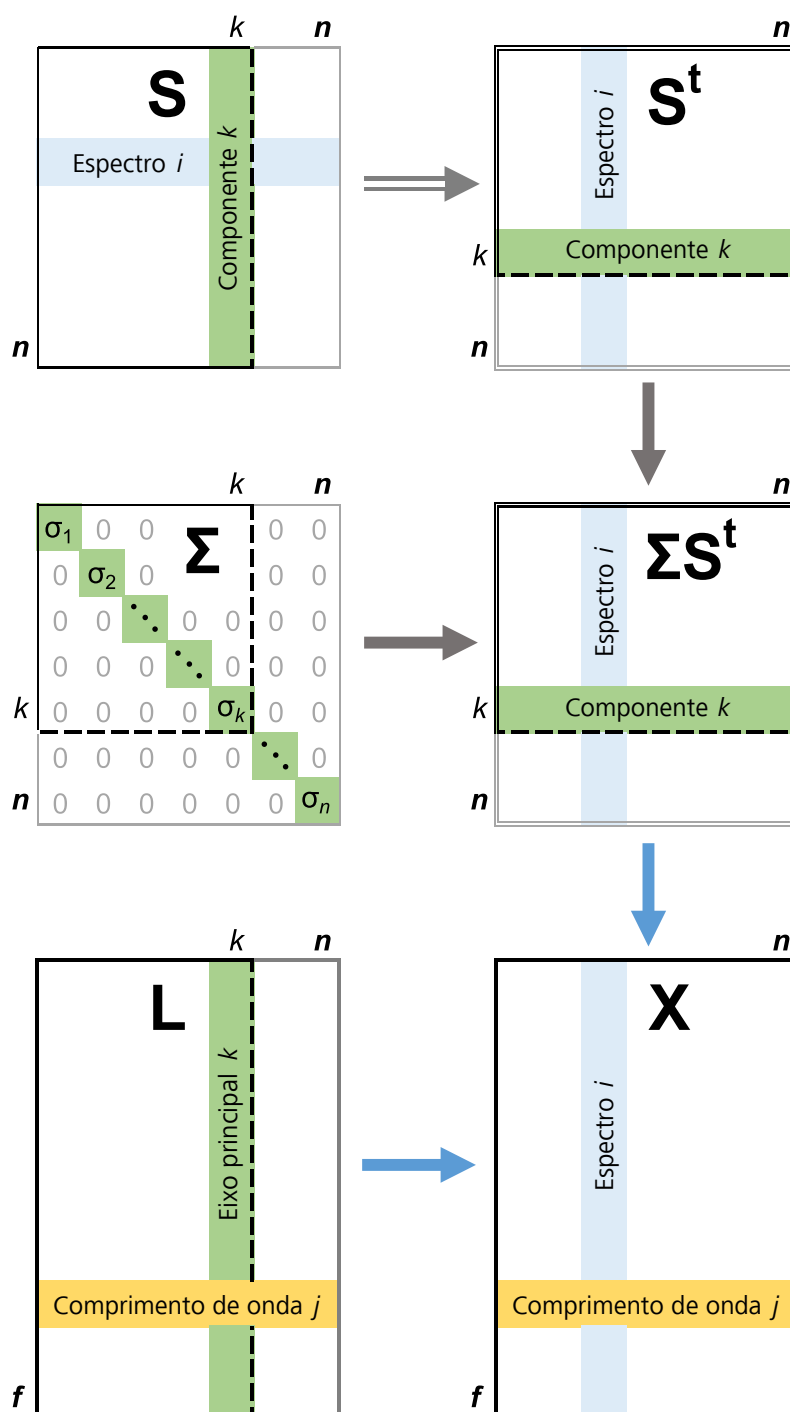 k n
S
Espectro i
Componente k
n
n
S^t
Espectro i
Componente k
k
n
k n
Σ
σ1 0 0 0 0
0 σ2 0 0 0
0 0 0 0 0 0
0 0 0 0 0 0
k 0 0 0 0 σk 0 0
0 0 0 0 0 0
n 0 0 0 0 0 0 σn
n
ΣS^t
Espectro i
Componente k
k
n
k n
L
Eixo principal k
Comprimento de onda j
f
n
X
Espectro i
Comprimento de onda j
f